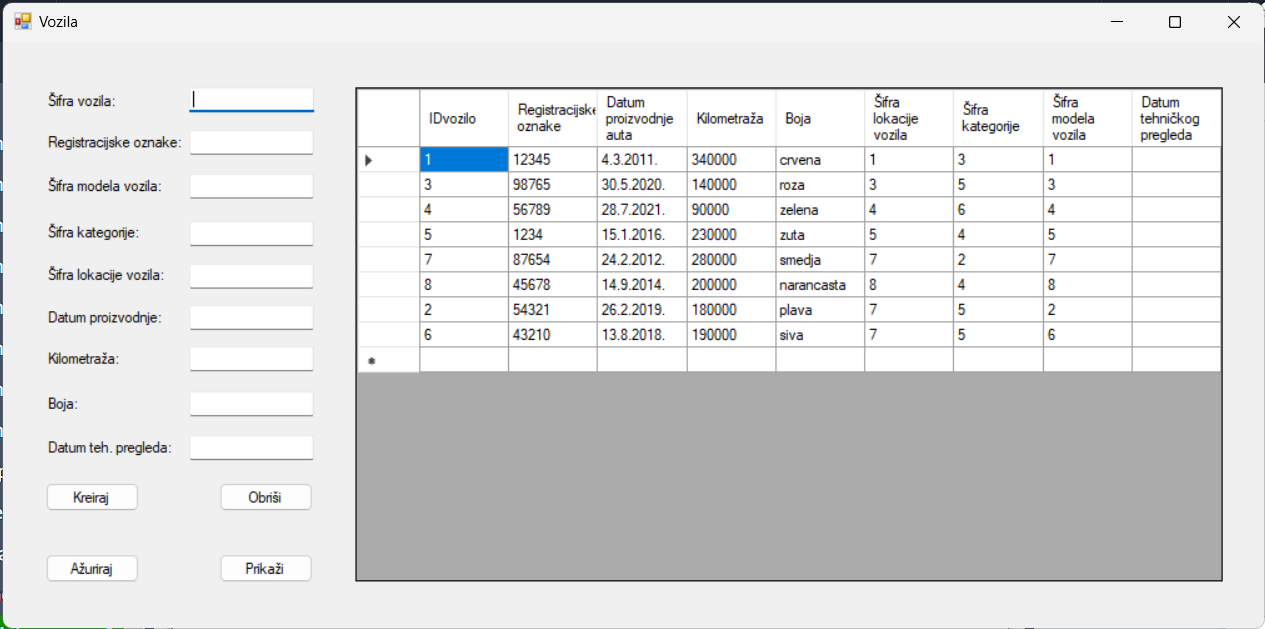 Vozila
Šifra vozila:
Registracijske oznake:
Šifra modela vozila:
Šifra kategorije:
Šifra lokacije vozila:
Datum proizvodnje:
Kilometraža:
Boja:
Datum teh. pregleda:
Kreiraj Obriši
Ažuriraj Prikaži
IDvozilo Registracijske oznake Datum proizvodnje auta Kilometraža Boja Šifra lokacije vozila Šifra kategorije Šifra modela vozila Datum tehničkog pregleda
1 12345 4.3.2011. 340000 crvena 1 3 1
3 98765 30.5.2020. 140000 roza 3 5 3
4 56789 28.7.2021. 90000 zelena 4 6 4
5 1234 15.1.2016. 230000 zuta 5 4 5
7 87654 24.2.2012. 280000 smedja 7 2 7
8 45678 14.9.2014. 200000 narancasta 8 4 8
2 54321 26.2.2019. 180000 plava 7 5 2
6 43210 13.8.2018. 190000 siva 7 5 6